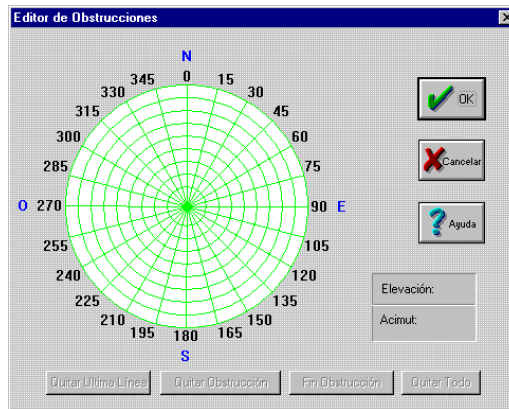 Editor de Obstrucciones
N
0
345 15
330 30
315 45
300 60
285 75
O 270 90 E
255 105
240 120
225 135
210 150
195 165
180
S
OK
Cancelar
Ayuda
Elevación:
Acimut:
Quitar Ultima Línea
Quitar Obstrucción
Fin Obstrucción
Quitar Todo